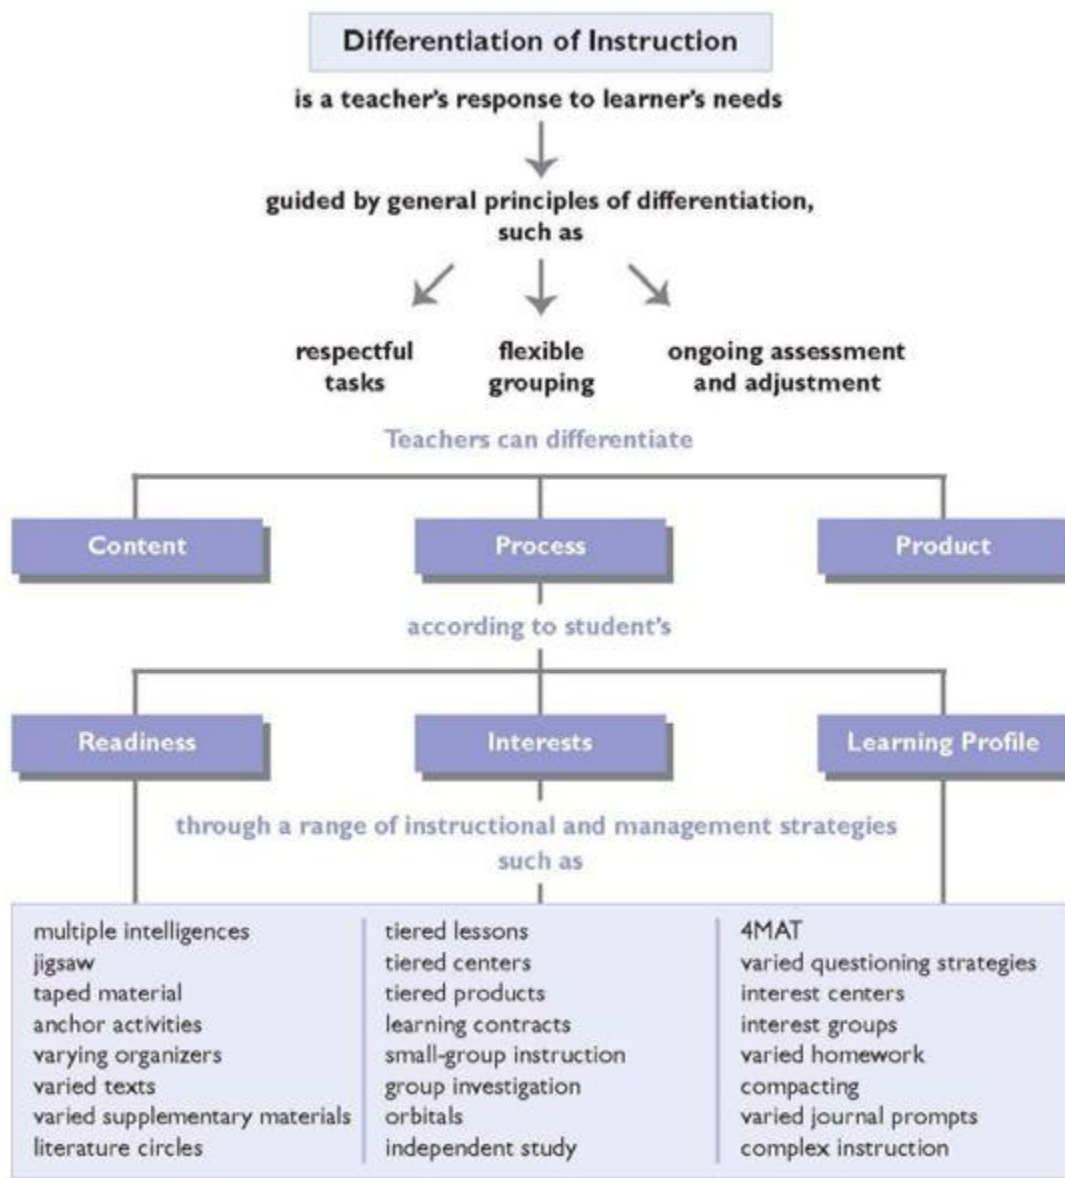 Differentiation of Instruction
is a teacher's response to learner's needs
guided by general principles of differentiation,
such as
respectful
tasks
flexible
grouping
ongoing assessment
and adjustment
Teachers can differentiate
Content
Process
Product
according to student's
Readiness
Interests
Learning Profile
through a range of instructional and management strategies
such as
multiple intelligences
jigsaw
taped material
anchor activities
varying organizers
varied texts
varied supplementary materials
literature circles
tiered lessons
tiered centers
tiered products
learning contracts
small-group instruction
group investigation
orbitals
independent study
4MAT
varied questioning strategies
interest centers
interest groups
varied homework
compacting
varied journal prompts
complex instruction